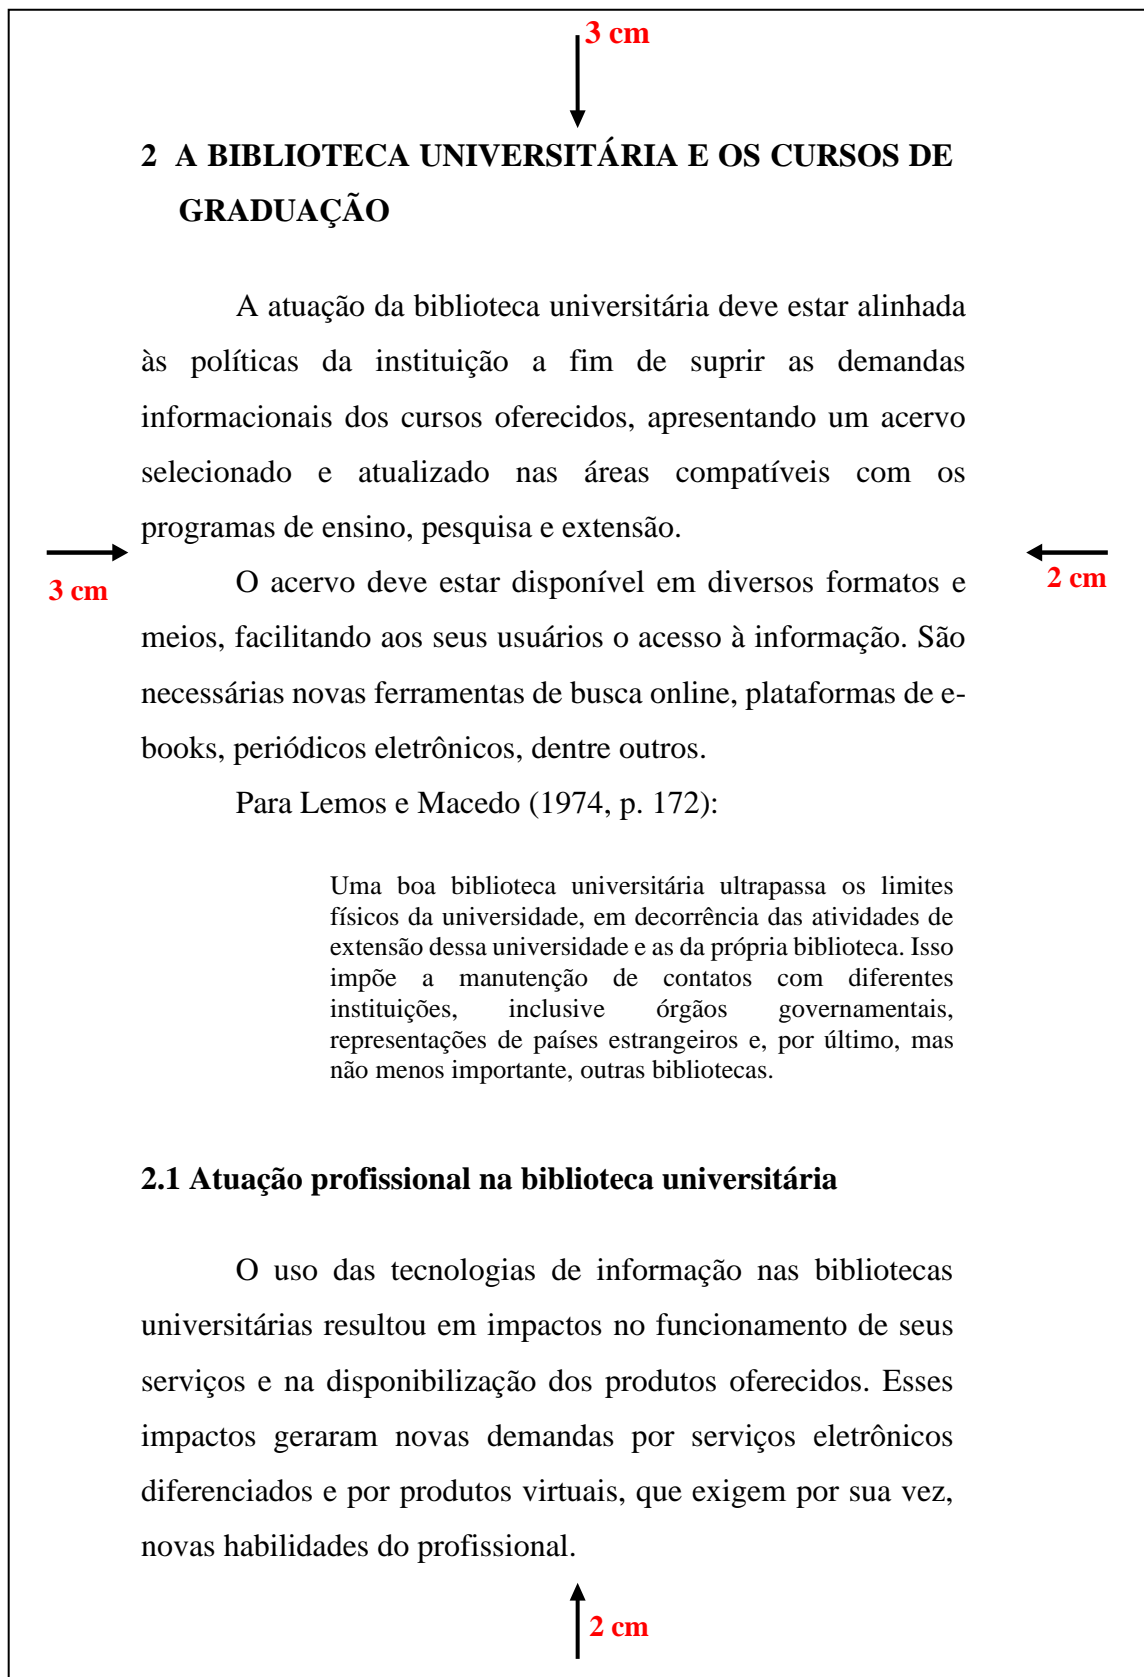 3 cm
2 A BIBLIOTECA UNIVERSITÁRIA E OS CURSOS DE
GRADUAÇÃO
A atuação da biblioteca universitária deve estar alinhada
às políticas da instituição a fim de suprir as demandas
informacionais dos cursos oferecidos, apresentando um acervo
selecionado e atualizado nas áreas compatíveis com os
programas de ensino, pesquisa e extensão.
3 cm
2 cm
O acervo deve estar disponível em diversos formatos e
meios, facilitando aos seus usuários o acesso à informação. São
necessárias novas ferramentas de busca online, plataformas de e-
books, periódicos eletrônicos, dentre outros.
Para Lemos e Macedo (1974, p. 172):
Uma boa biblioteca universitária ultrapassa os limites
físicos da universidade, em decorrência das atividades de
extensão dessa universidade e as da própria biblioteca. Isso
impõe a manutenção de contatos com diferentes
instituições, inclusive órgãos governamentais,
representações de países estrangeiros e, por último, mas
não menos importante, outras bibliotecas.
2.1 Atuação profissional na biblioteca universitária
O uso das tecnologias de informação nas bibliotecas
universitárias resultou em impactos no funcionamento de seus
serviços e na disponibilização dos produtos oferecidos. Esses
impactos geraram novas demandas por serviços eletrônicos
diferenciados e por produtos virtuais, que exigem por sua vez,
novas habilidades do profissional.
2 cm